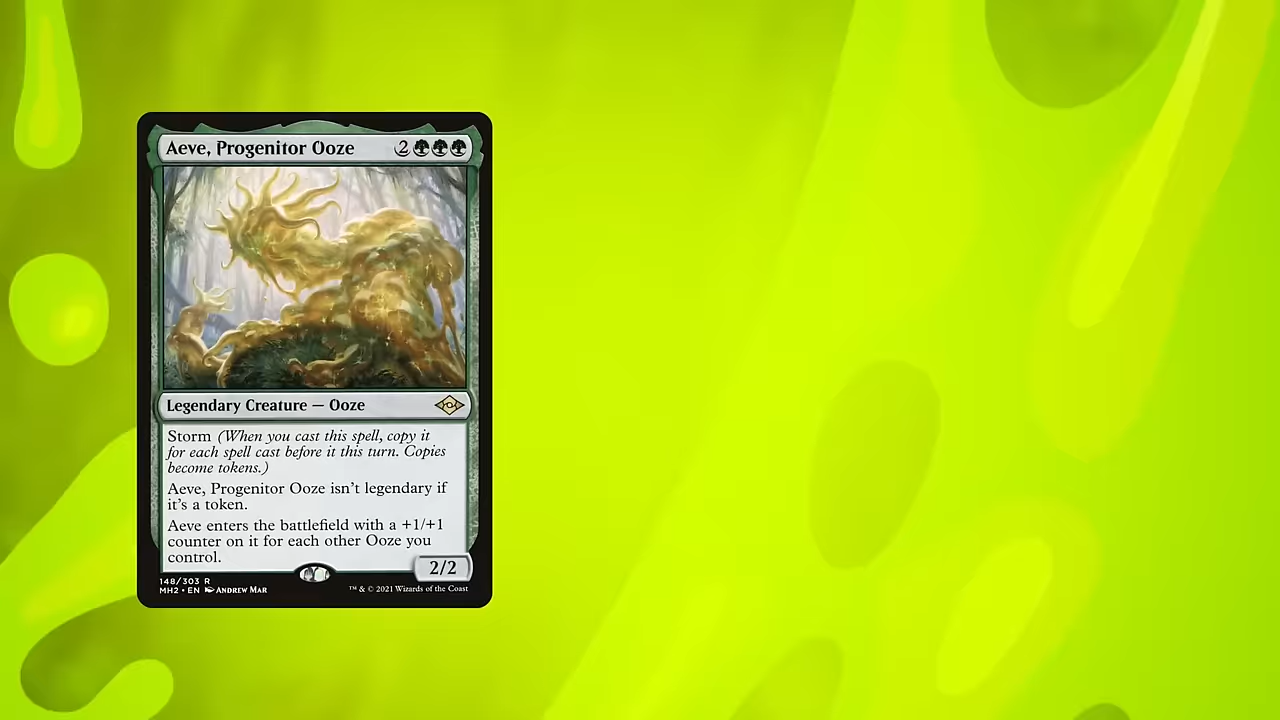 Aeve, Progenitor Ooze 2
Legendary Creature — Ooze
Storm (When you cast this spell, copy it
for each spell cast before it this turn. Copies
become tokens.)
Aeve, Progenitor Ooze isn't legendary if
it's a token.
Aeve enters the battlefield with a +1/+1
counter on it for each other Ooze you
control.
2/2
148/303 R
MH2 • EN Andrew Mar
™ & © 2021 Wizards of the Coast